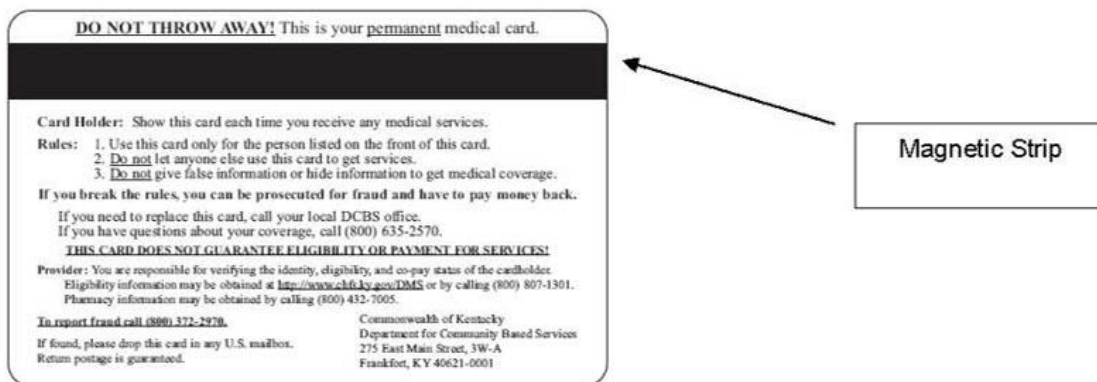 DO NOT THROW AWAY! This is your permanent medical card.
Magnetic Strip
Card Holder: Show this card each time you receive any medical services.
Rules: 1. Use this card only for the person listed on the front of this card.
2. Do not let anyone else use this card to get services.
3. Do not give false information or hide information to get medical coverage.
If you break the rules, you can be prosecuted for fraud and have to pay money back.
If you need to replace this card, call your local DCBS office.
If you have questions about your coverage, call (800) 635-2570.
THIS CARD DOES NOT GUARANTEE ELIGIBILITY OR PAYMENT FOR SERVICES!
Provider: You are responsible for verifying the identity, eligibility, and co-pay status of the cardholder.
Eligibility information may be obtained at http://www.chfs.ky.gov/DMS or by calling (800) 807-1301.
Pharmacy information may be obtained by calling (800) 432-7005.
To report fraud call (800) 372-2970.
If found, please drop this card in any U.S. mailbox.
Return postage is guaranteed.
Commonwealth of Kentucky
Department for Community Based Services
275 East Main Street, 3W-A
Frankfort, KY 40621-0001